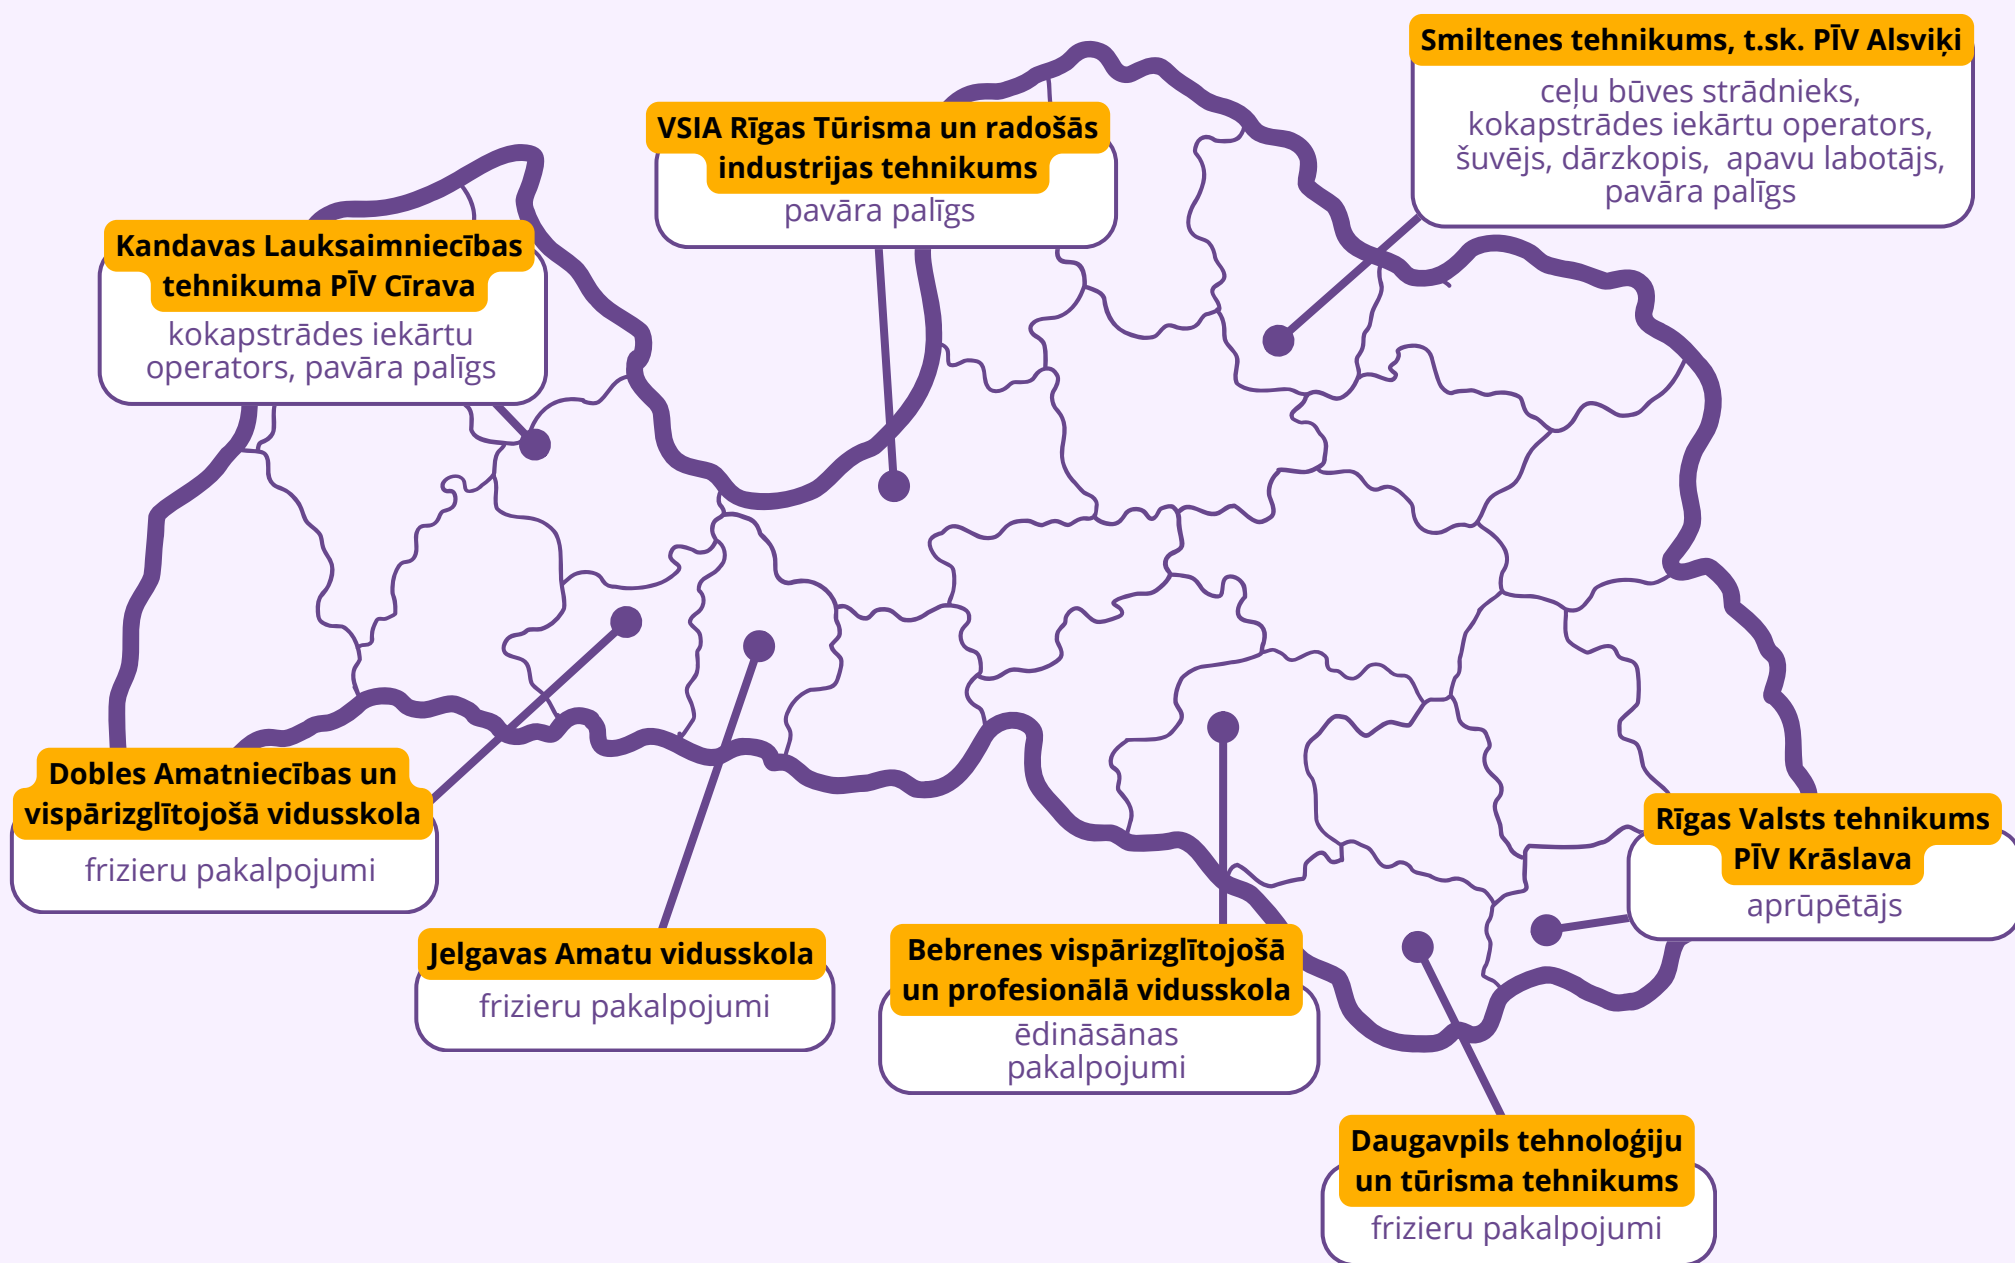 Smiltenes tehnikums, t.sk. PĪV Alsviķi
ceļu būves strādnieks,
kokapstrādes iekārtu operators,
šuvējs, dārzkopis, apavu labotājs,
pavāra palīgs
VSIA Rīgas Tūrisma un radošās
industrijas tehnikums
pavāra palīgs
Kandavas Lauksaimniecības
tehnikuma PĪV Cīrava
kokapstrādes iekārtu
operators, pavāra palīgs
Dobles Amatniecības un
vispārizglītojošā vidusskola
frizieru pakalpojumi
Jelgavas Amatu vidusskola
frizieru pakalpojumi
Bebrenes vispārizglītojošā
un profesionālā vidusskola
ēdināsānas
pakalpojumi
Rīgas Valsts tehnikums
PĪV Krāslava
aprūpētājs
Daugavpils tehnoloģiju
un tūrisma tehnikums
frizieru pakalpojumi